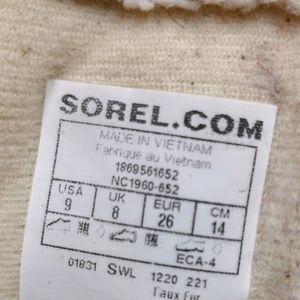 SOREL.COM
MADE IN VIETNAM
Fabriqué au Vietnam
1869561652
NC1960-652
USA UK EUR CM
9 8 26 14
ECA-4
01831 SWL 1220 221
Faux Fur